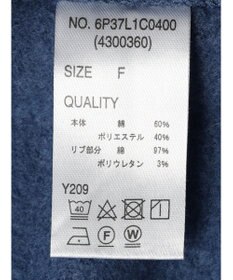 NO. 6P37L1C0400
(4300360)
SIZE F
QUALITY
本体 綿 60%
ポリエステル 40%
リブ部分 綿 97%
ポリウレタン 3%
Y209
40
P W